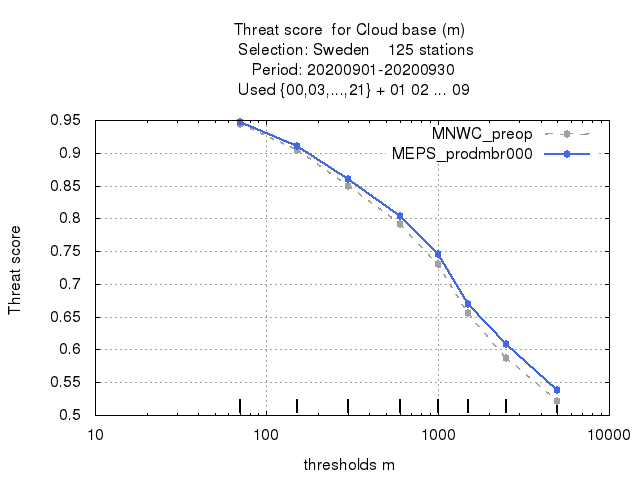 Threat score for Cloud base (m)
Selection: Sweden 125 stations
Period: 20200901-20200930
Used {00,03,...,21} + 01 02 ... 09
MNWC_preop
MEPS_prodmbr000
Threat score
0.95
0.9
0.85
0.8
0.75
0.7
0.65
0.6
0.55
0.5
10 100 1000 10000
thresholds m